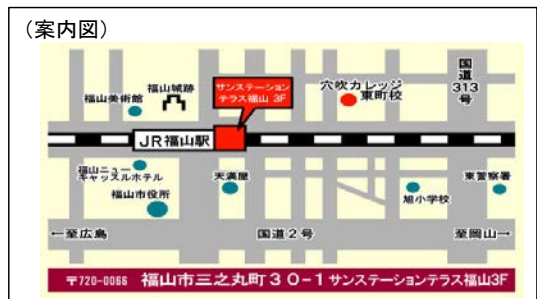 (案内図)
国道313号
福山城跡
サンステーション
テラス福山 3F
穴吹カレッジ
東町校
福山美術館
JR福山駅
福山ニュー
キャッスルホテル
天満屋
福山市役所
旭小学校
東警察署
←至広島
国道2号
至岡山→
〒720-0066 福山市三之丸町30-1サンステーションテラス福山3F